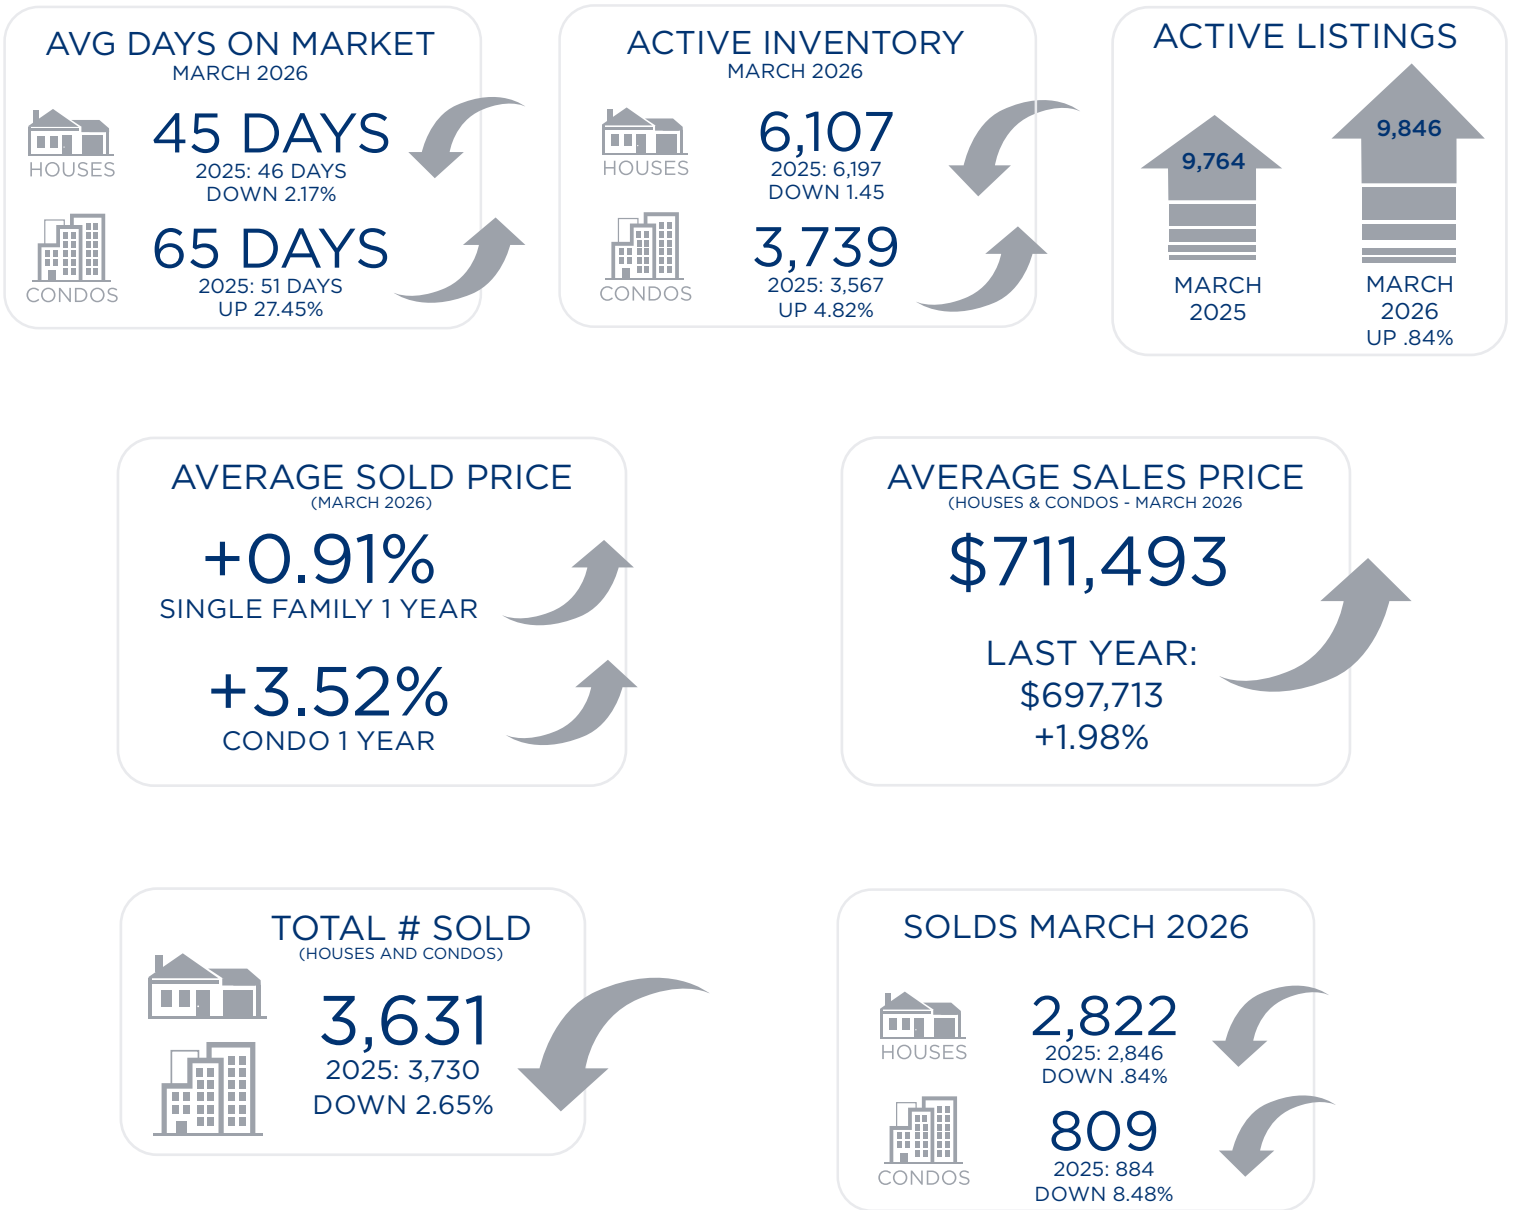 AVG DAYS ON MARKET
MARCH 2026
HOUSES
45 DAYS
2025: 46 DAYS
DOWN 2.17%
CONDOS
65 DAYS
2025: 51 DAYS
UP 27.45%
ACTIVE INVENTORY
MARCH 2026
HOUSES
6,107
2025: 6,197
DOWN 1.45
CONDOS
3,739
2025: 3,567
UP 4.82%
ACTIVE LISTINGS
9,764
MARCH
2025
9,846
MARCH
2026
UP .84%
AVERAGE SOLD PRICE
(MARCH 2026)
+0.91%
SINGLE FAMILY 1 YEAR
+3.52%
CONDO 1 YEAR
AVERAGE SALES PRICE
(HOUSES & CONDOS - MARCH 2026
$711,493
LAST YEAR:
$697,713
+1.98%
TOTAL # SOLD
(HOUSES AND CONDOS)
3,631
2025: 3,730
DOWN 2.65%
SOLDS MARCH 2026
HOUSES
2,822
2025: 2,846
DOWN .84%
CONDOS
809
2025: 884
DOWN 8.48%